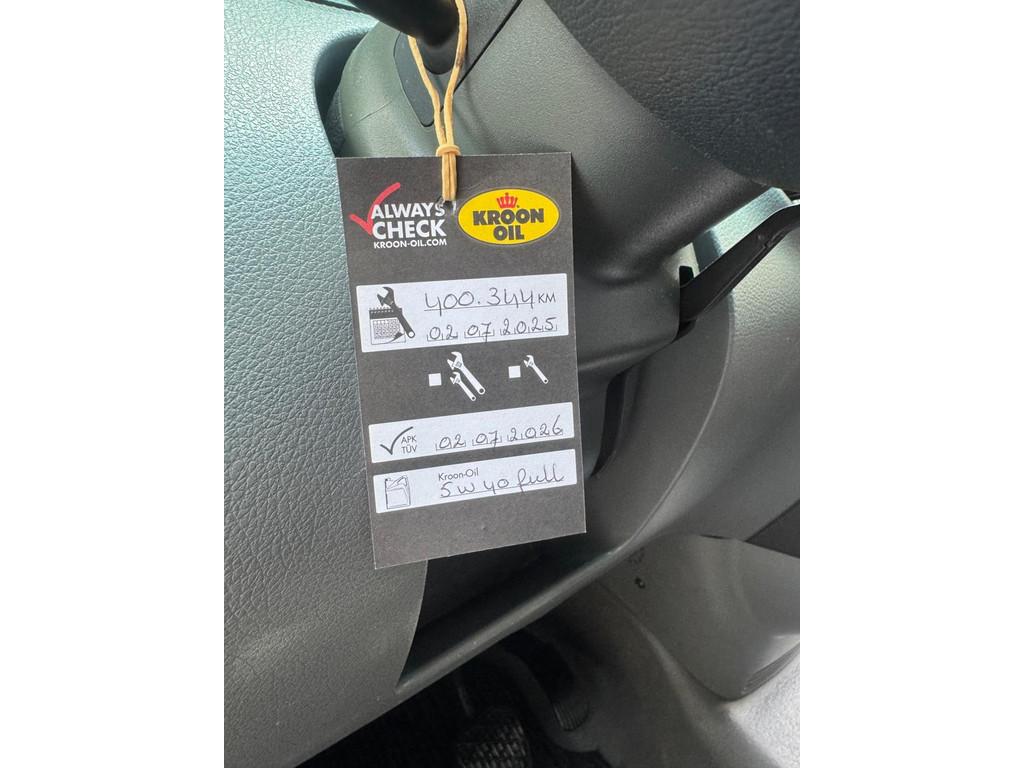 ALWAYS
CHECK
KROON-OIL.COM
KROON
OIL
400.344 KM
02 07 2025
APK
TÜV
02 07 2026
Kroon-Oil
5w40 full